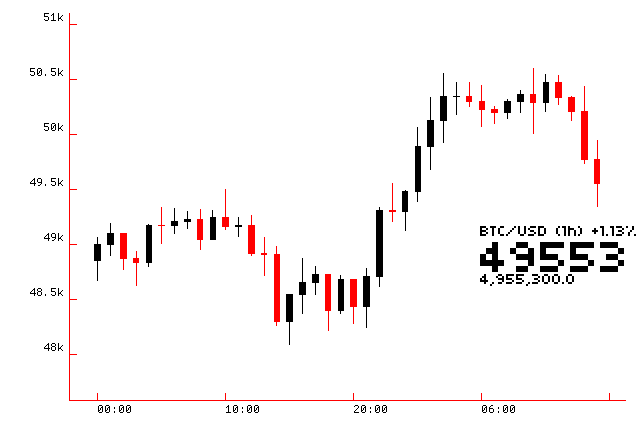 51k
50.5k
50k
49.5k
49k
48.5k
48k
BTC/USD (1h) +1.13%
49553
4,955,300.0
00:00 10:00 20:00 06:00